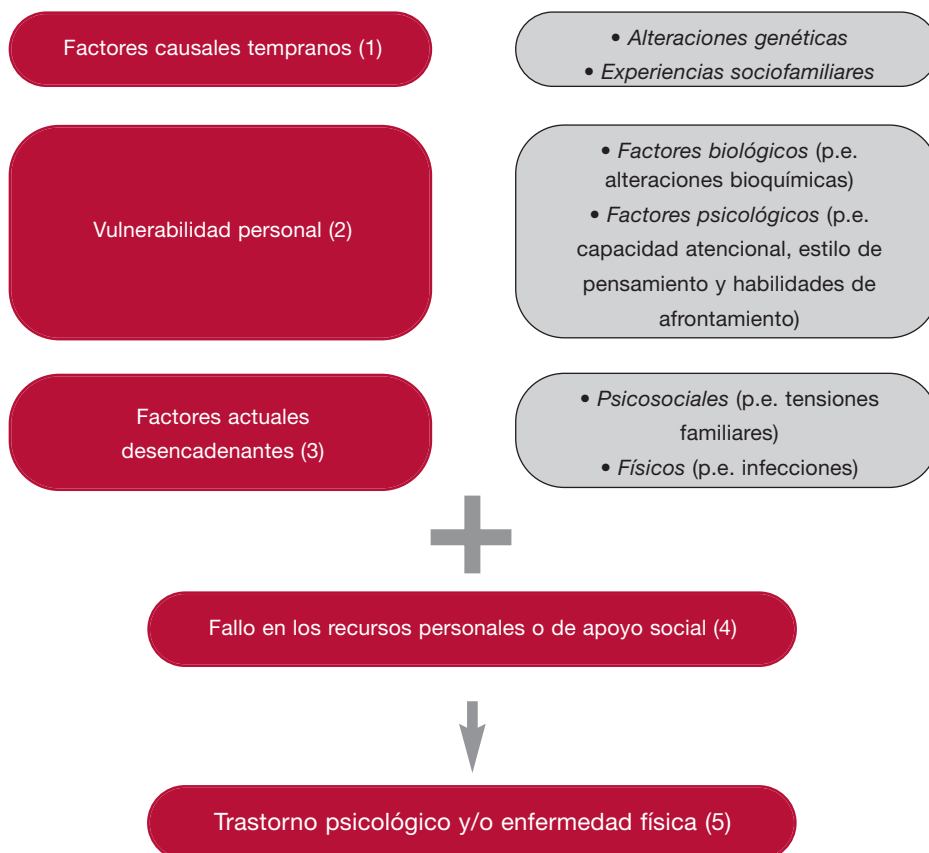 Factores causales tempranos (1)
• Alteraciones genéticas
• Experiencias sociofamiliares
Vulnerabilidad personal (2)
• Factores biológicos (p.e.
alteraciones bioquímicas)
• Factores psicológicos (p.e.
capacidad atencional, estilo de
pensamiento y habilidades de
afrontamiento)
Factores actuales
desencadenantes (3)
• Psicosociales (p.e. tensiones
familiares)
• Físicos (p.e. infecciones)
Fallo en los recursos personales o de apoyo social (4)
Trastorno psicológico y/o enfermedad física (5)